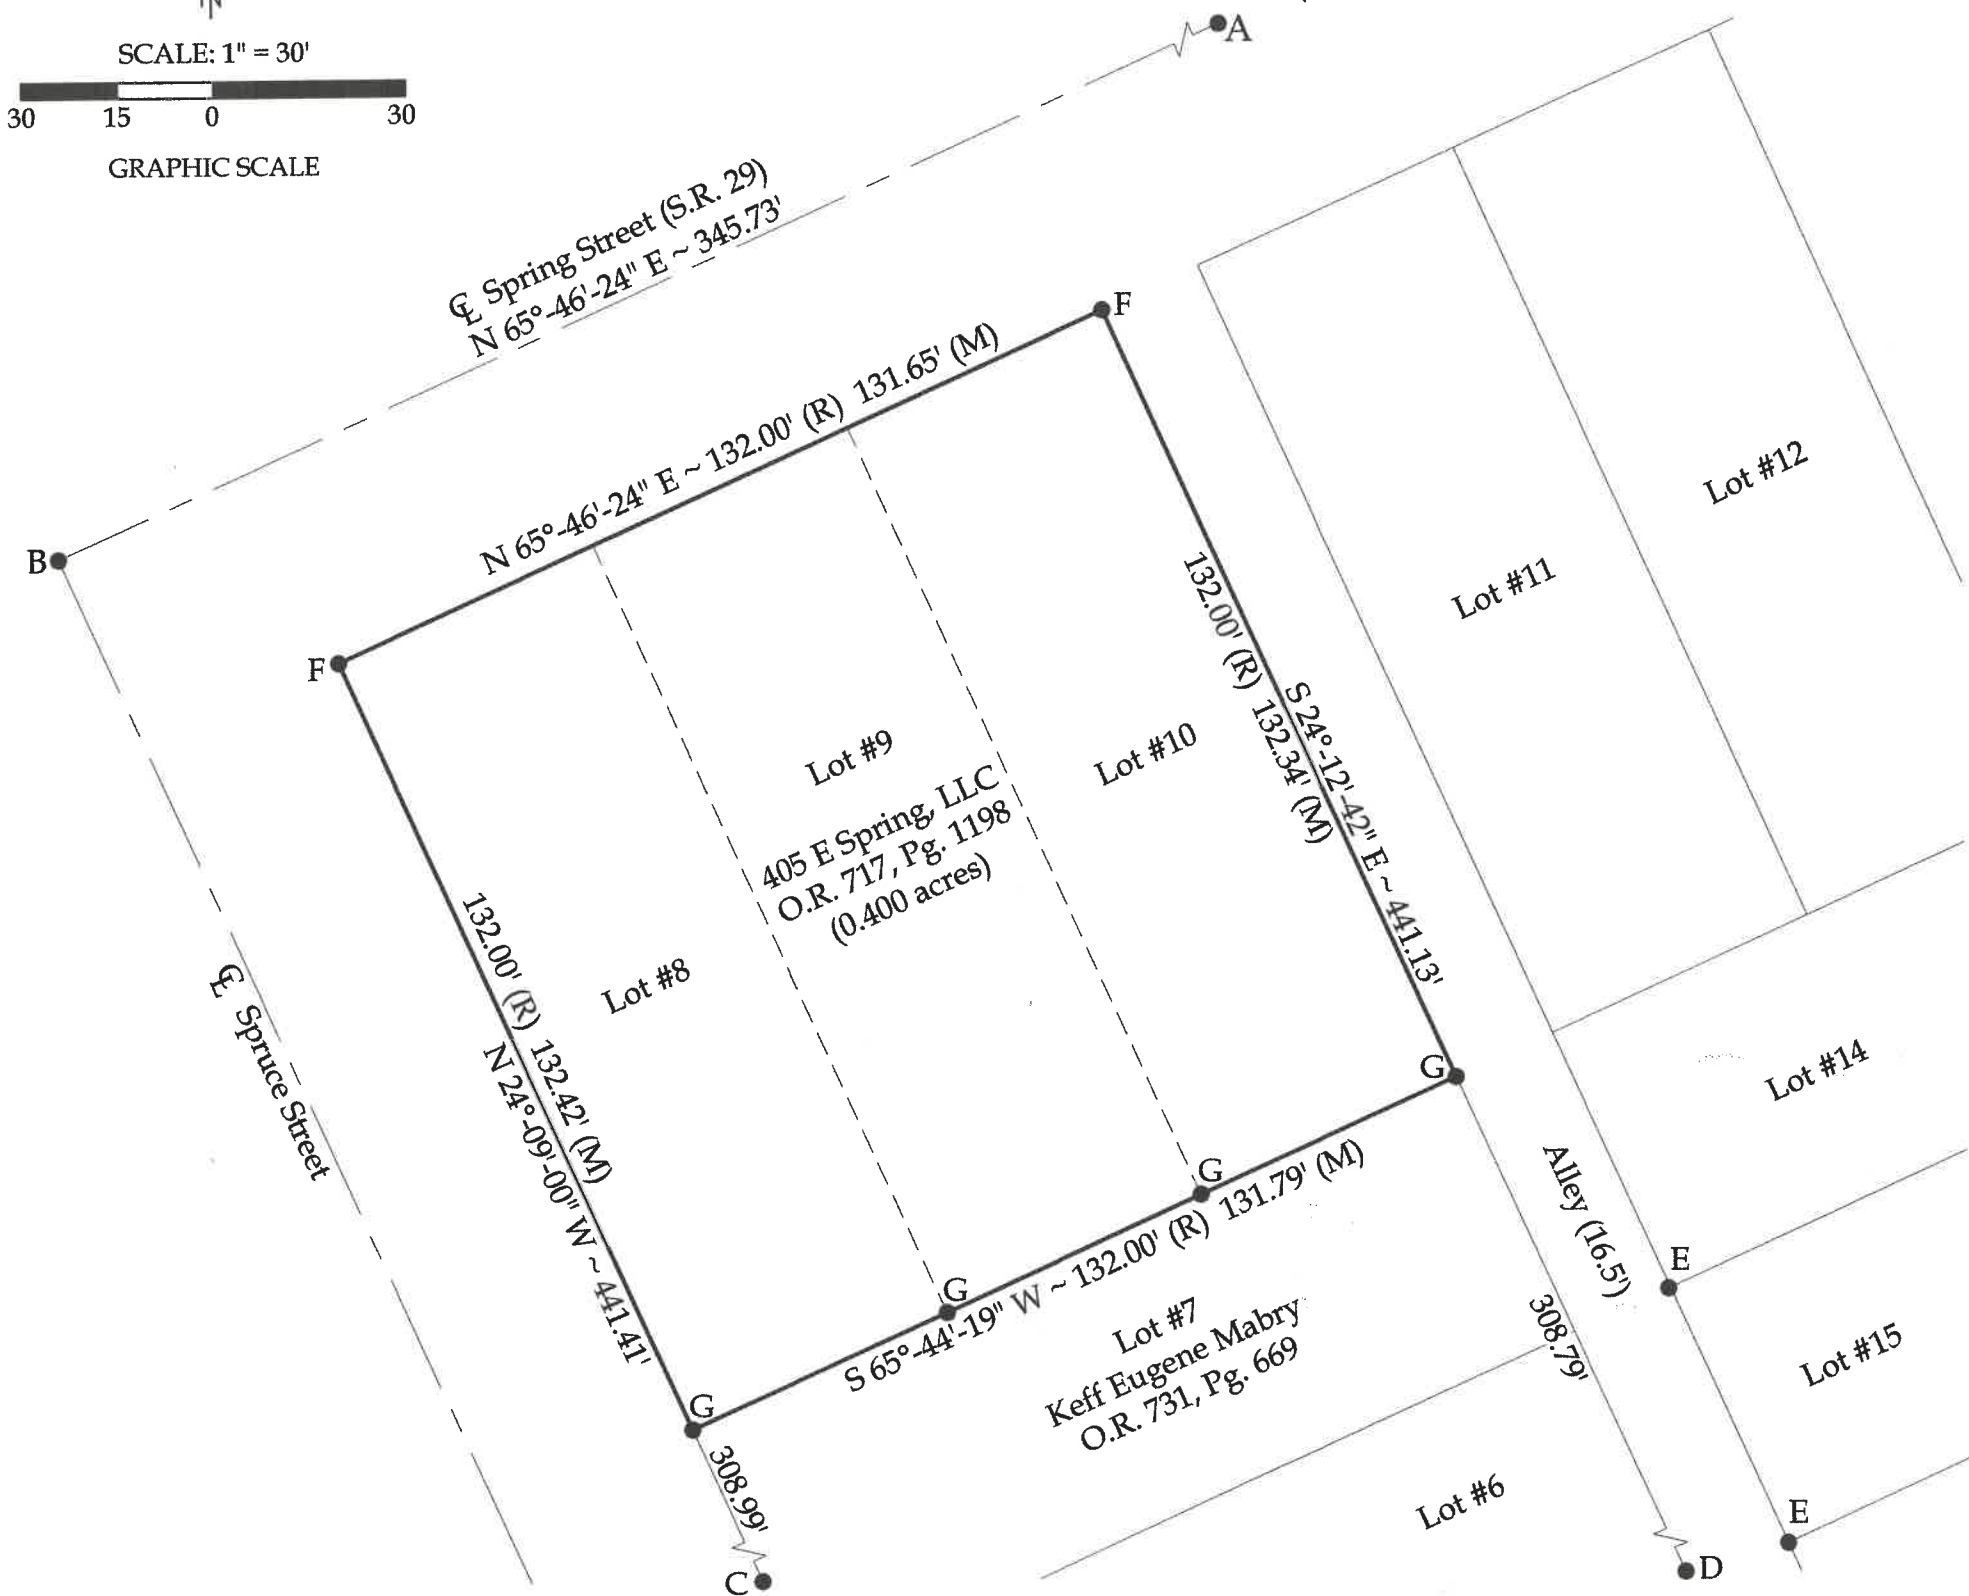 SCALE: 1" = 30'
30 15 0 30
GRAPHIC SCALE
A
℄ Spring Street (S.R. 29)
N 65°-46'-24" E ~ 345.73'
F
N 65°-46'-24" E ~ 132.00' (R) 131.65' (M)
B
F
Lot #12
Lot #11
132.00' (R) 132.34' (M)
S 24°-12'-42" E ~ 441.13'
Lot #9
Lot #10
405 E Spring, LLC
O.R. 717, Pg. 1198
(0.400 acres)
Lot #8
132.00' (R) 132.42' (M)
N 24°-09'-00" W ~ 441.41'
℄ Spruce Street
G
Lot #14
Alley (16.5')
G
G
G
S 65°-44'-19" W ~ 132.00' (R) 131.79' (M)
E
Lot #7
Keff Eugene Mabry
O.R. 731, Pg. 669
308.79'
Lot #15
308.99'
Lot #6
E
C
D